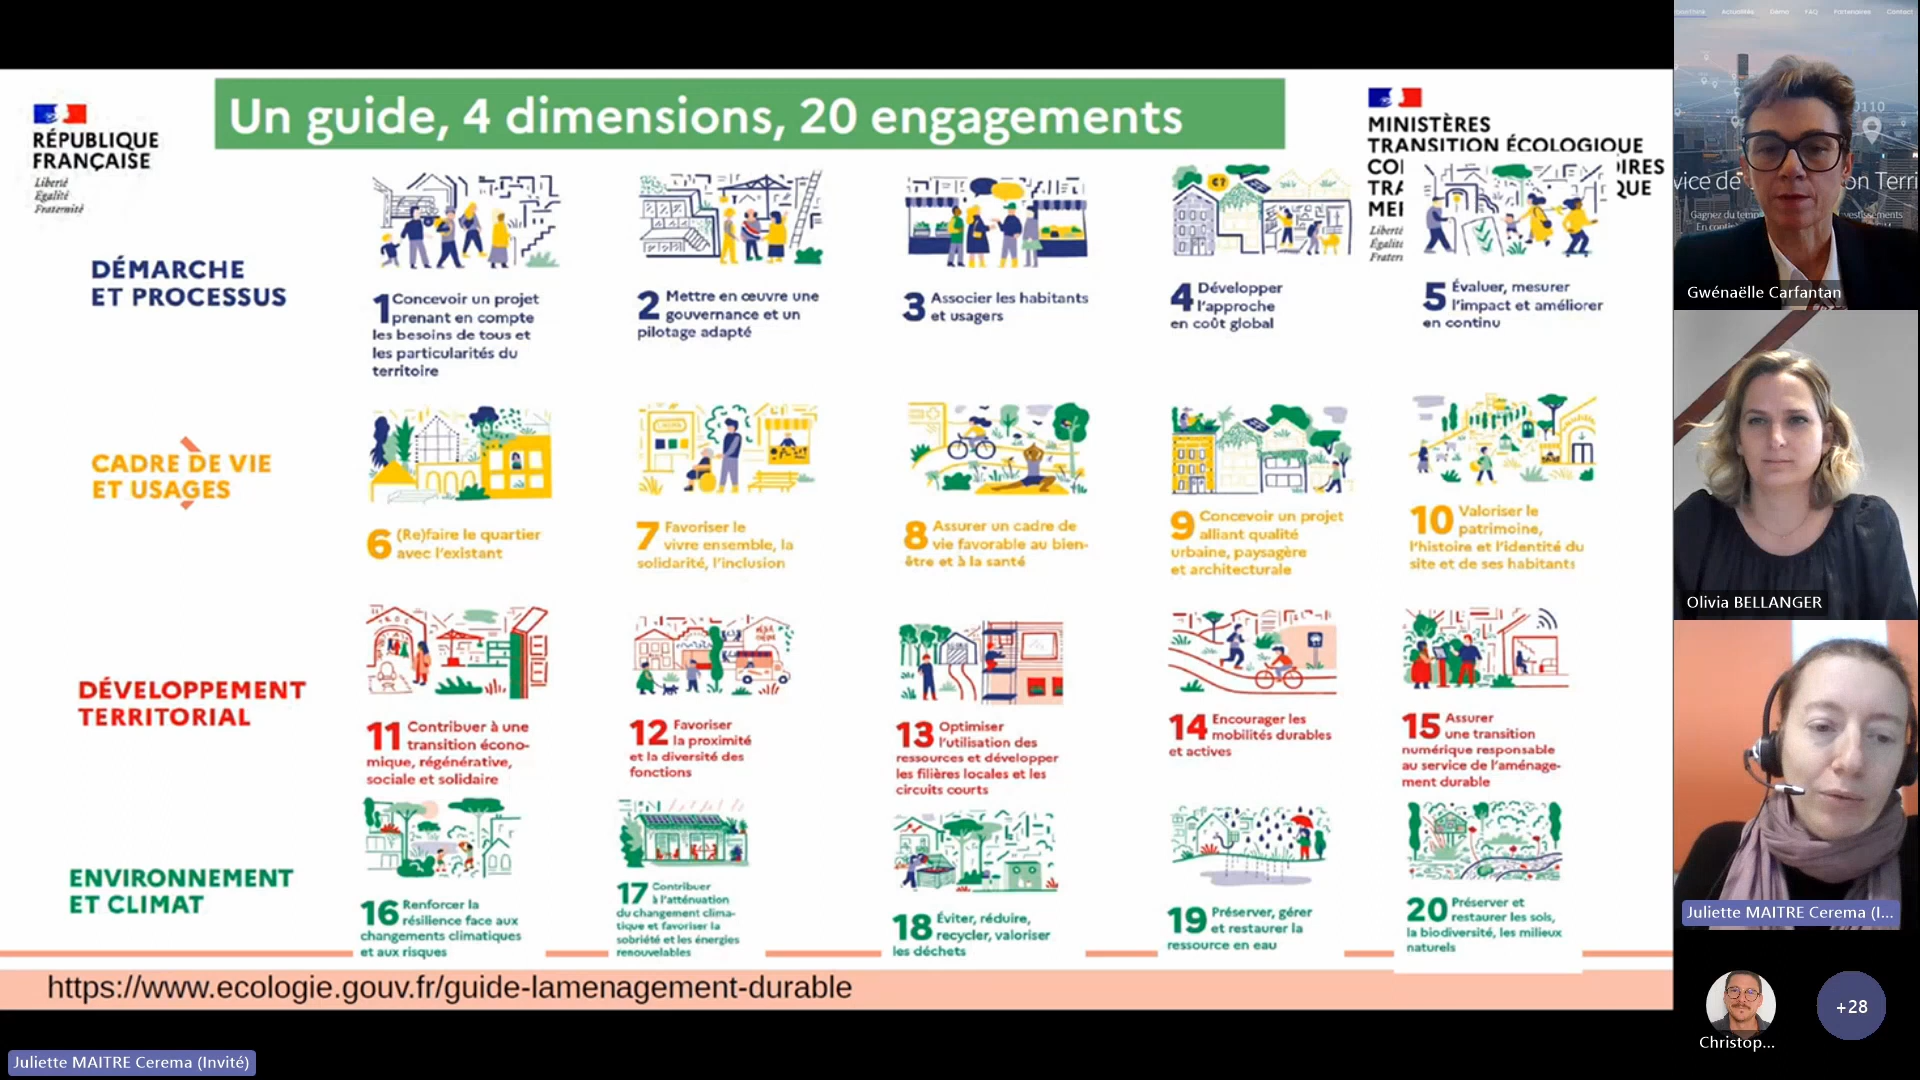 Un guide, 4 dimensions, 20 engagements
RÉPUBLIQUE
FRANÇAISE
Liberté
Égalité
Fraternité
MINISTÈRES
TRANSITION ÉCOLOGIQUE
DÉMARCHE
ET PROCESSUS
1 Concevoir un projet
prenant en compte
les besoins de tous et
les particularités du
territoire
2 Mettre en œuvre une
gouvernance et un
pilotage adapté
3 Associer les habitants
et usagers
4 Développer
l'approche
en coût global
5 Évaluer, mesurer
l'impact et améliorer
en continu
CADRE DE VIE
ET USAGES
6 (Re)faire le quartier
avec l'existant
7 Favoriser le
vivre ensemble, la
solidarité, l'inclusion
8 Assurer un cadre de
vie favorable au bien-
être et à la santé
9 Concevoir un projet
alliant qualité
urbaine, paysagère
et architecturale
10 Valoriser le
patrimoine,
l'histoire et l'identité du
site et de ses habitants
DÉVELOPPEMENT
TERRITORIAL
11 Contribuer à une
transition écono-
mique, régénérative,
sociale et solidaire
12 Favoriser
la proximité
et la diversité des
fonctions
13 Optimiser
l'utilisation des
ressources et développer
les filières locales et les
circuits courts
14 Encourager les
mobilités durables
et actives
15 Assurer
une transition
numérique responsable
au service de l'aménage-
ment durable
ENVIRONNEMENT
ET CLIMAT
16 Renforcer la
résilience face aux
changements climatiques
et aux risques
17 Contribuer
à l'atténuation
du changement clima-
tique et favoriser la
sobriété et les énergies
renouvelables
18 Éviter, réduire,
recycler, valoriser
les déchets
19 Préserver, gérer
et restaurer la
ressource en eau
20 Préserver et
restaurer les sols,
la biodiversité, les milieux
naturels
https://www.ecologie.gouv.fr/guide-lamenagement-durable
Juliette MAITRE Cerema (Invité)
Actualités Démo FAQ Partenaires Contact
Gwénaëlle Carfantan
Olivia BELLANGER
Juliette MAITRE Cerema (I...
Christop...
+28